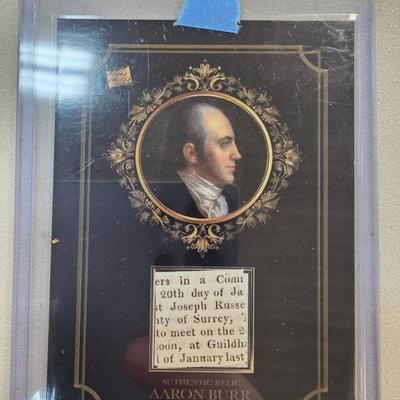 ers in a Com
20th day of Ja
t Joseph Russe
ty of Surrey,
to meet on the 2
oon, at Guildha
l of January last
AUTHENTIC RELIC
AARON BURR